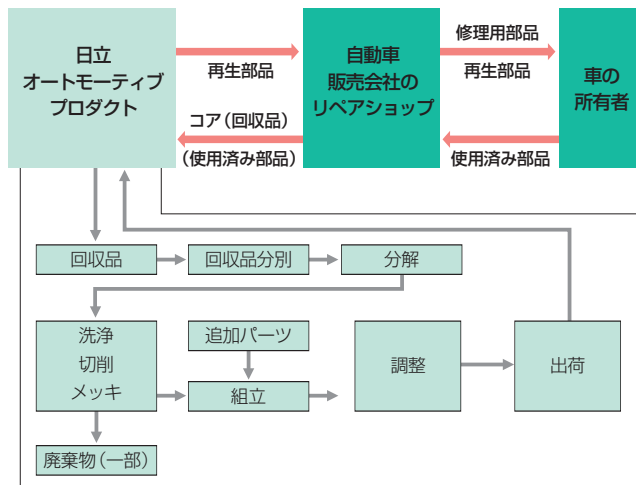 日立
オートモーティブ
プロダクト
再生部品
コア(回収品)
(使用済み部品)
自動車
販売会社の
リペアショップ
修理用部品
再生部品
使用済み部品
車の
所有者
回収品
回収品分別
分解
洗浄
切削
メッキ
追加パーツ
組立
調整
出荷
廃棄物(一部)